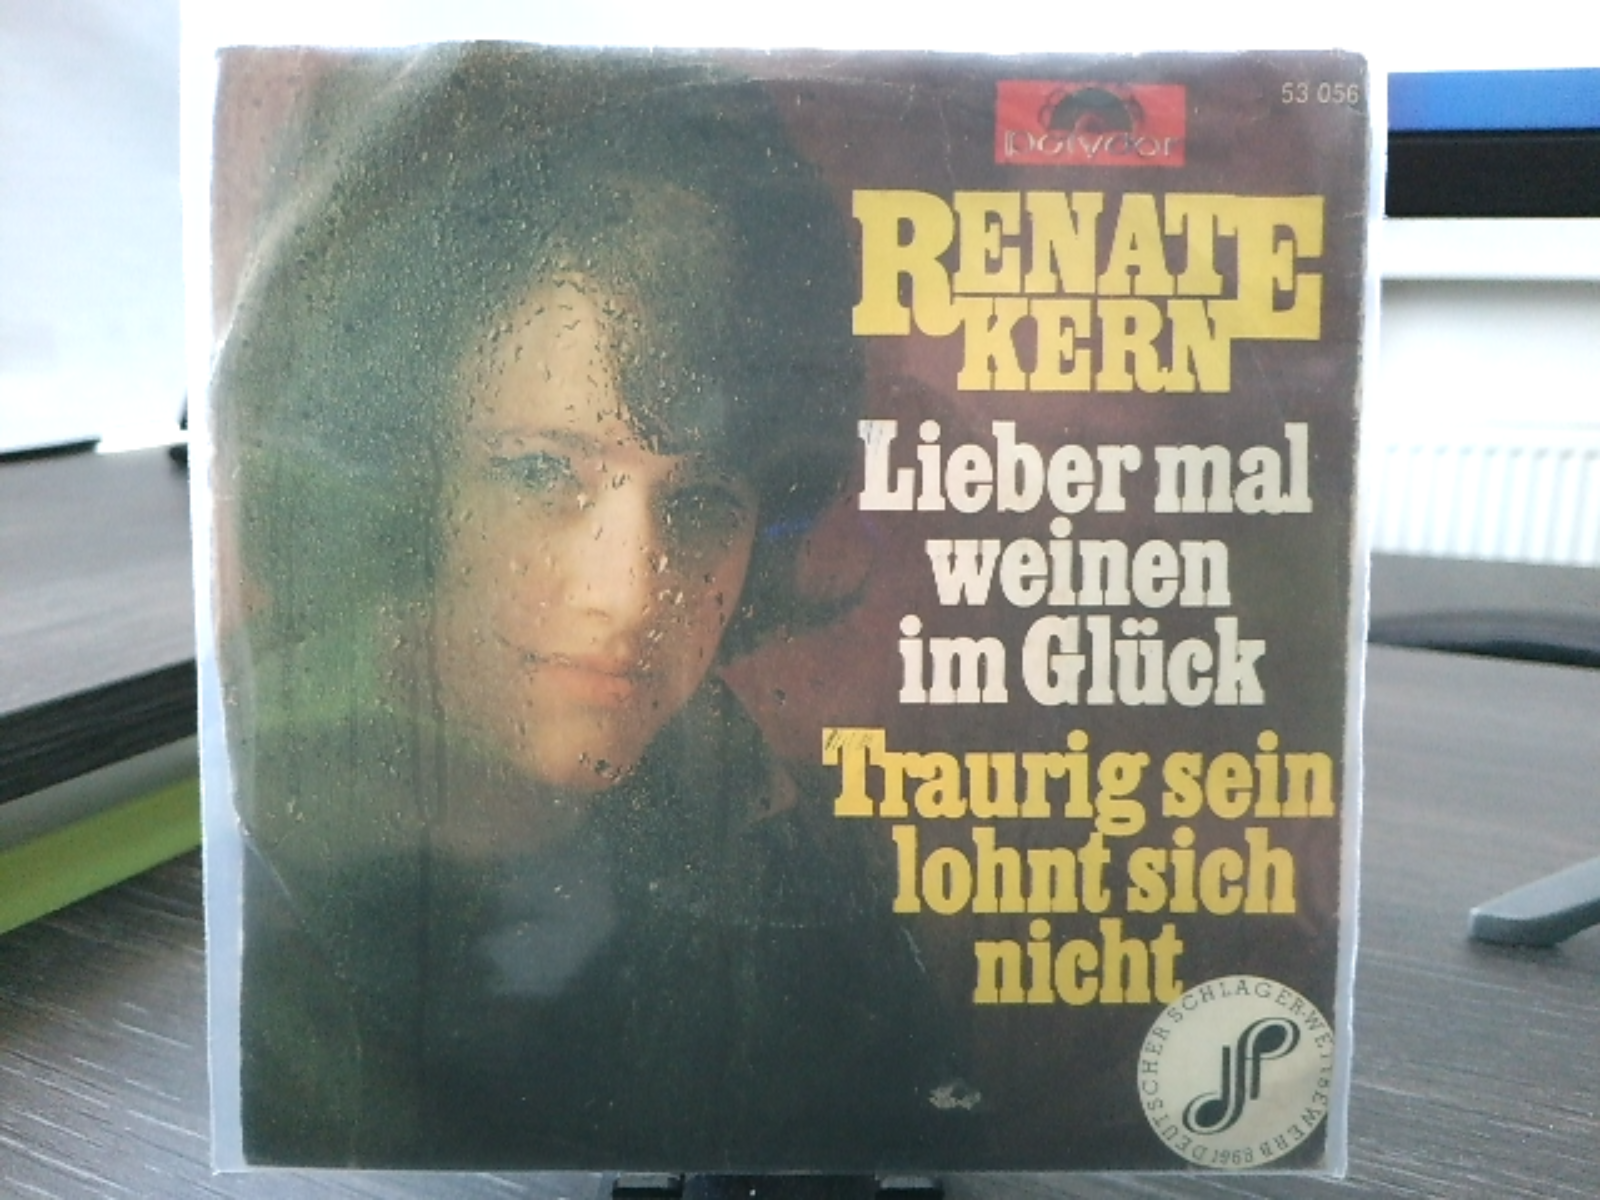 polydor
53 056
RENATE
KERN
Lieber mal
weinen
im Glück
Traurig sein
lohnt sich
nicht
DEUTSCHER SCHLAGER-WETTBEWERB 1968